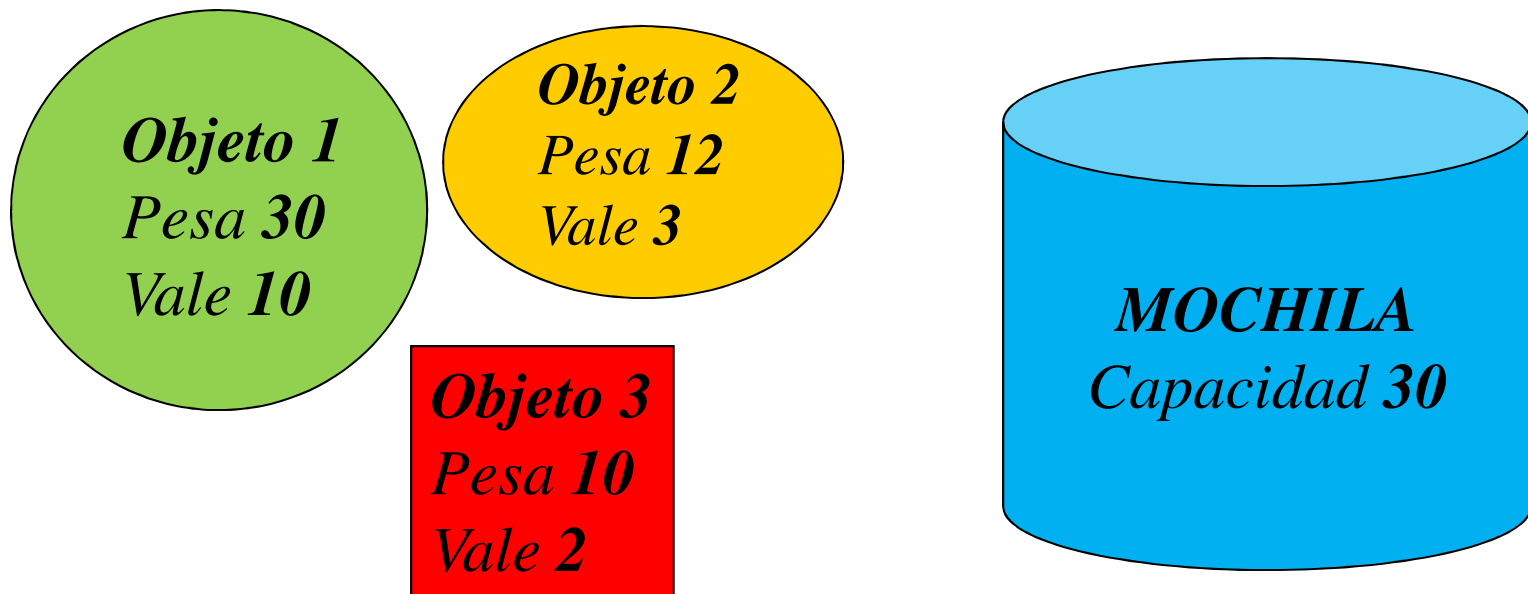 Objeto 1
Pesa 30
Vale 10
Objeto 2
Pesa 12
Vale 3
Objeto 3
Pesa 10
Vale 2
MOCHILA
Capacidad 30